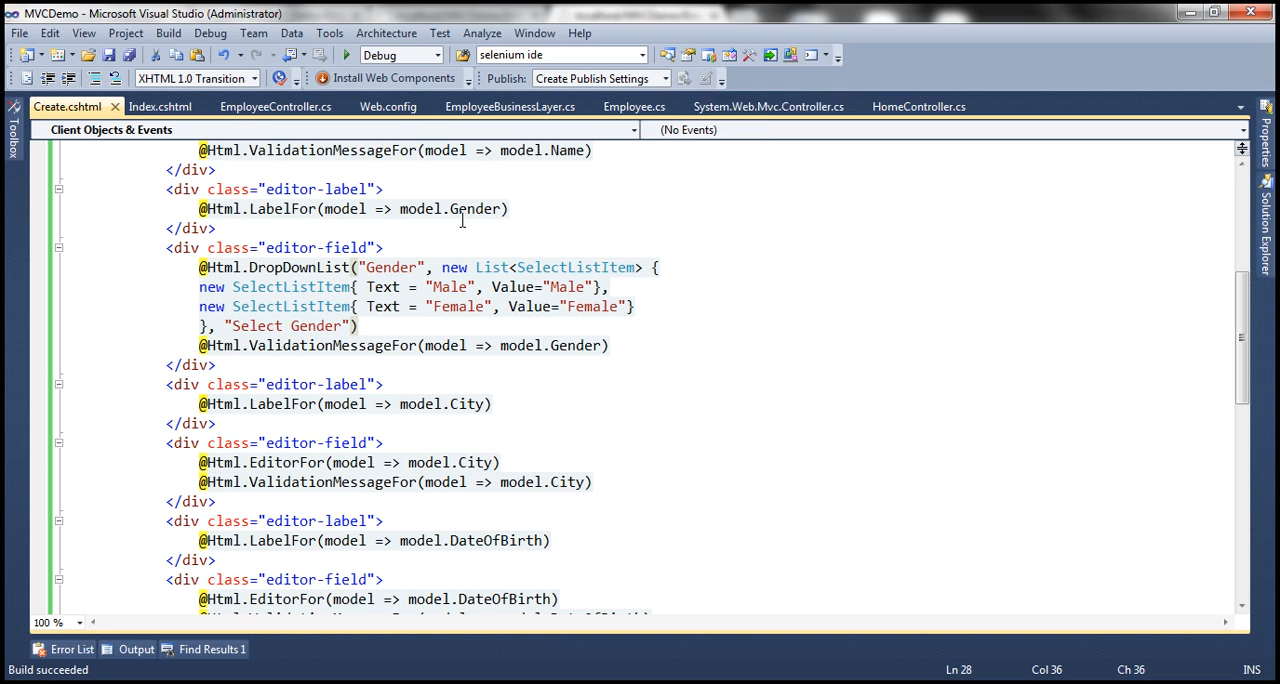 MVCDemo - Microsoft Visual Studio (Administrator)
File Edit View Project Build Debug Team Data Tools Architecture Test Analyze Window Help
Debug selenium ide
XHTML 1.0 Transition Install Web Components Publish: Create Publish Settings
Create.cshtml Index.cshtml EmployeeController.cs Web.config EmployeeBusinessLayer.cs Employee.cs System.Web.Mvc.Controller.cs HomeController.cs
Client Objects & Events (No Events)
Toolbox
Properties
Solution Explorer
@Html.ValidationMessageFor(model => model.Name)
</div>
<div class="editor-label">
@Html.LabelFor(model => model.Gender)
</div>
<div class="editor-field">
@Html.DropDownList("Gender", new List<SelectListItem> {
new SelectListItem{ Text = "Male", Value="Male"},
new SelectListItem{ Text = "Female", Value="Female"}
}, "Select Gender")
@Html.ValidationMessageFor(model => model.Gender)
</div>
<div class="editor-label">
@Html.LabelFor(model => model.City)
</div>
<div class="editor-field">
@Html.EditorFor(model => model.City)
@Html.ValidationMessageFor(model => model.City)
</div>
<div class="editor-label">
@Html.LabelFor(model => model.DateOfBirth)
</div>
<div class="editor-field">
@Html.EditorFor(model => model.DateOfBirth)
100 %
Error List Output Find Results 1
Build succeeded Ln 28 Col 36 Ch 36 INS